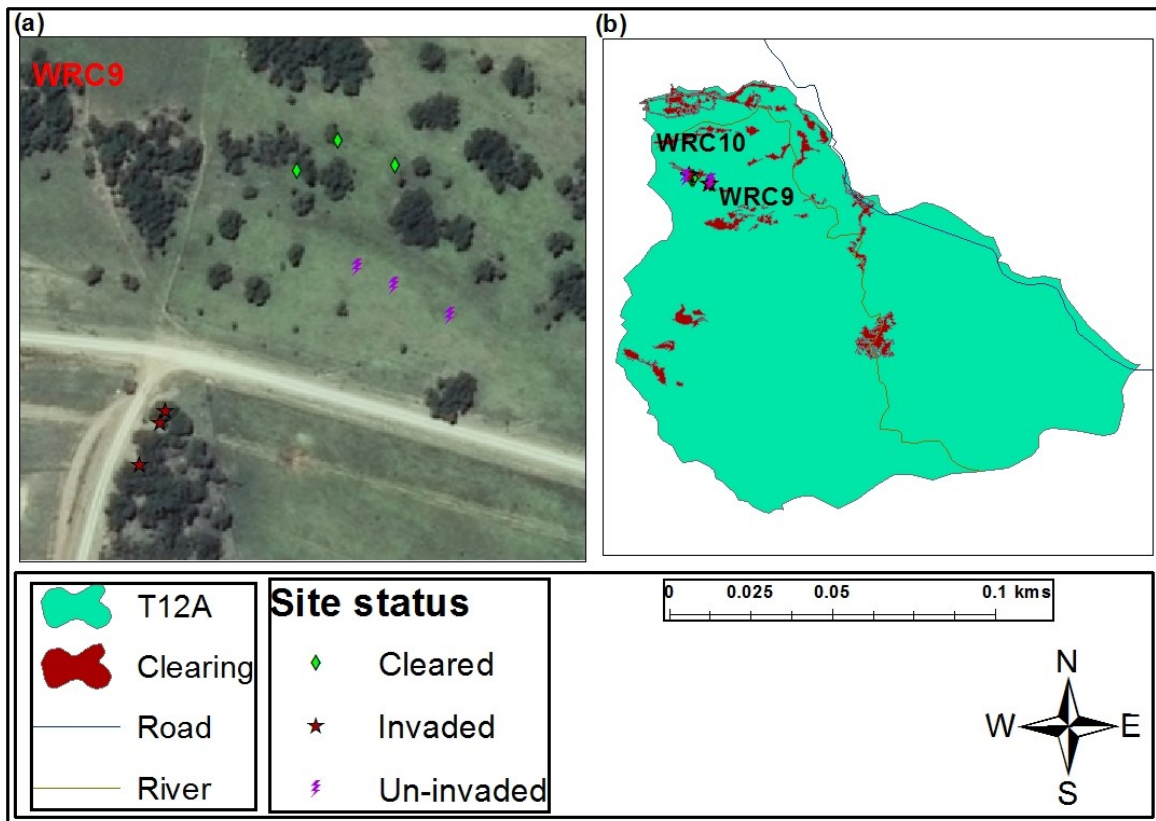 (a)
WRC9
(b)
WRC10
WRC9
T12A
Clearing
Road
River
Site status
Cleared
Invaded
Un-invaded
0 0.025 0.05 0.1 kms
N
W E
S